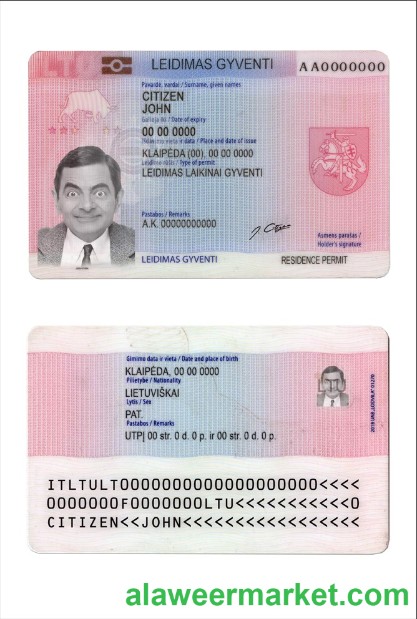 LTU LEIDIMAS GYVENTI AA0000000
Pavardė, vardai / Surname, given names
CITIZEN
JOHN
Galioja iki / Date of expiry
00 00 0000
Išdavimo vieta ir data / Place and date of issue
KLAIPĖDA (00), 00 00 0000
Leidimo rūšis / Type of permit
LEIDIMAS LAIKINAI GYVENTI
Pastabos / Remarks
A.K. 00000000000
Asmens parašas /
Holder's signature
LEIDIMAS GYVENTI RESIDENCE PERMIT
Gimimo data ir vieta / Date and place of birth
KLAIPĖDA, 00 00 0000
Pilietybė / Nationality
LIETUVIŠKAI
Lytis / Sex
PAT.
Pastabos / Remarks
UTPĮ 00 str. 0 d. 0 p. ir 00 str. 0 d. 0 p.
ITLTULT0000000000000000000<<<<
0000000F0000000LTU<<<<<<<<<<<0
CITIZEN<<JOHN<<<<<<<<<<<<<<<<<
alaweermarket.com